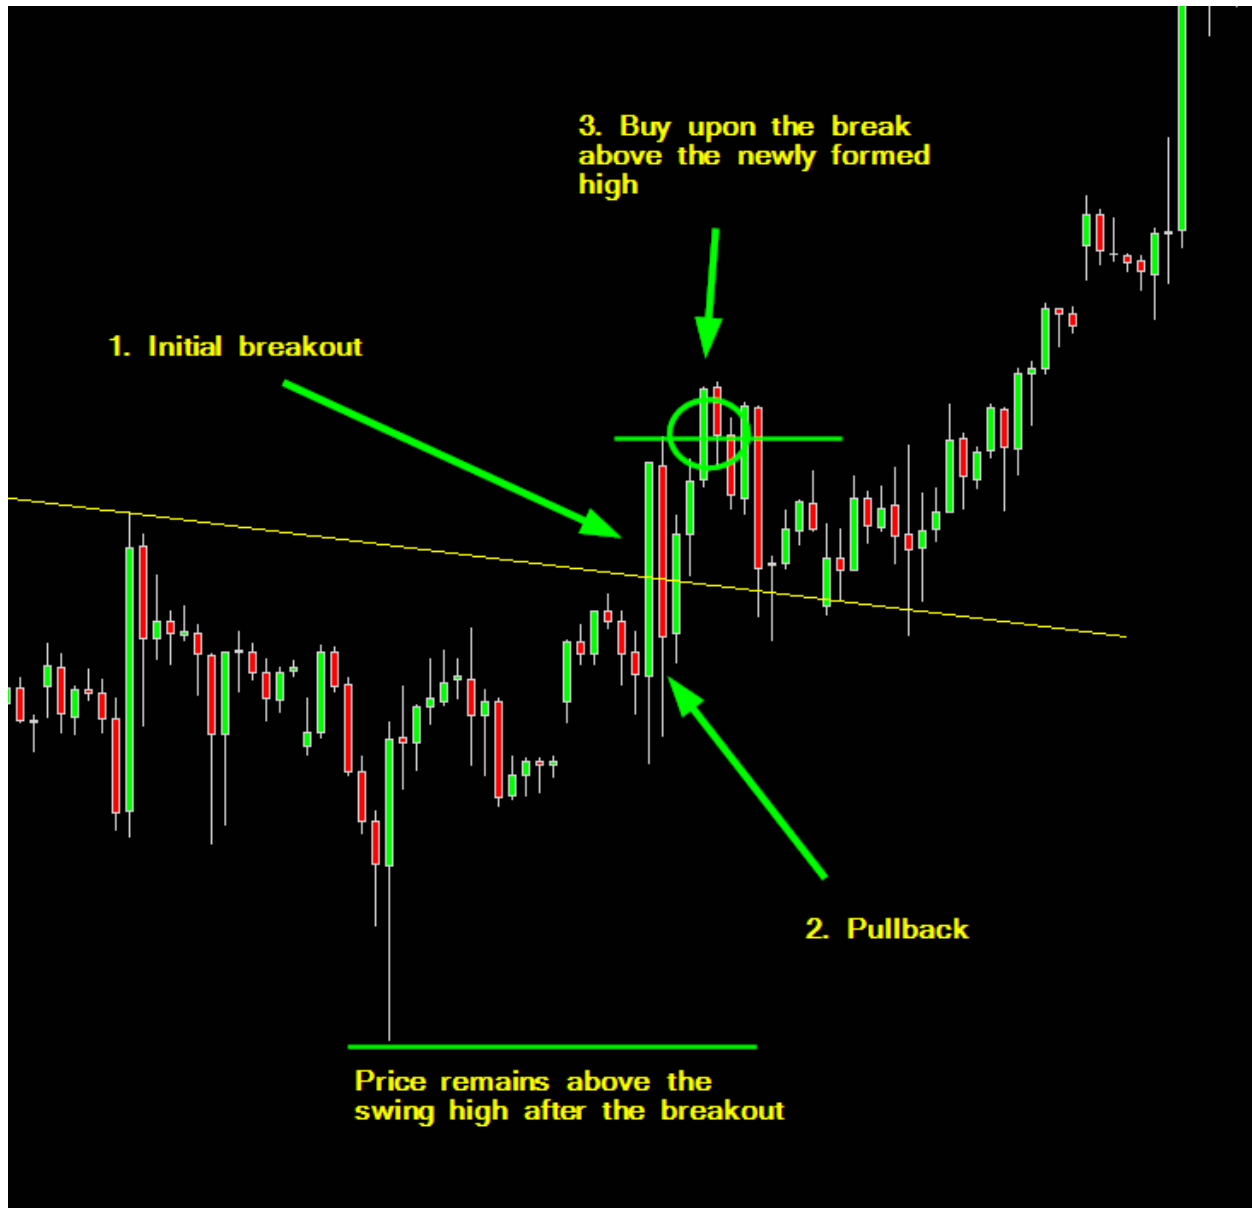 3. Buy upon the break
above the newly formed
high
1. Initial breakout
2. Pullback
Price remains above the
swing high after the breakout